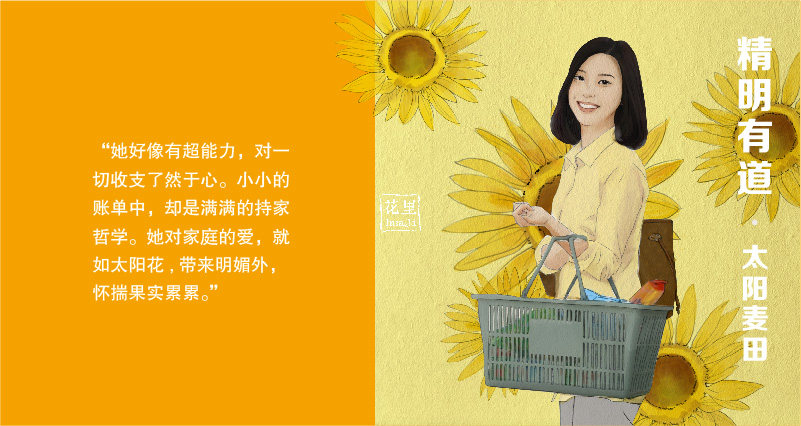 “她好像有超能力，对一
切收支了然于心。小小的
账单中，却是满满的持家
哲学。她对家庭的爱，就
如太阳花，带来明媚外，
怀揣果实累累。”
花里
精明有道·太阳麦田